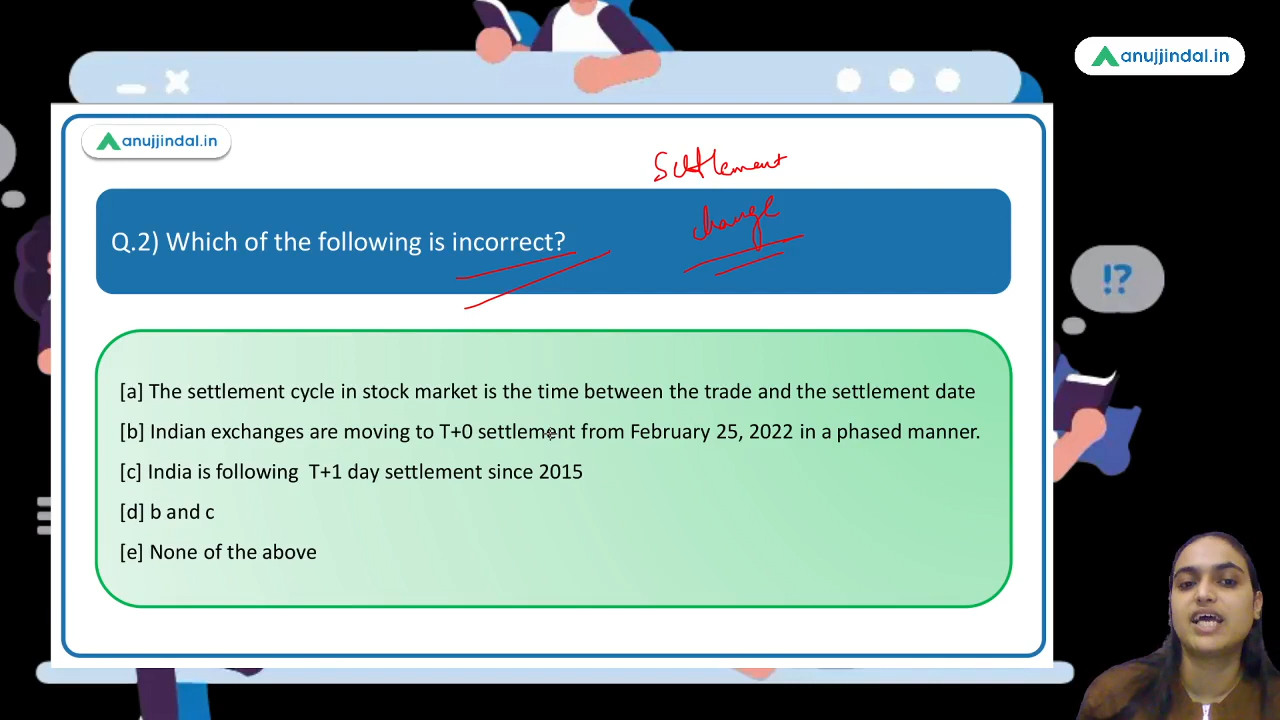 anujjindal.in
anujjindal.in
Settlement
change
Q.2) Which of the following is incorrect?
!?
[a] The settlement cycle in stock market is the time between the trade and the settlement date
[b] Indian exchanges are moving to T+0 settlement from February 25, 2022 in a phased manner.
[c] India is following T+1 day settlement since 2015
[d] b and c
[e] None of the above